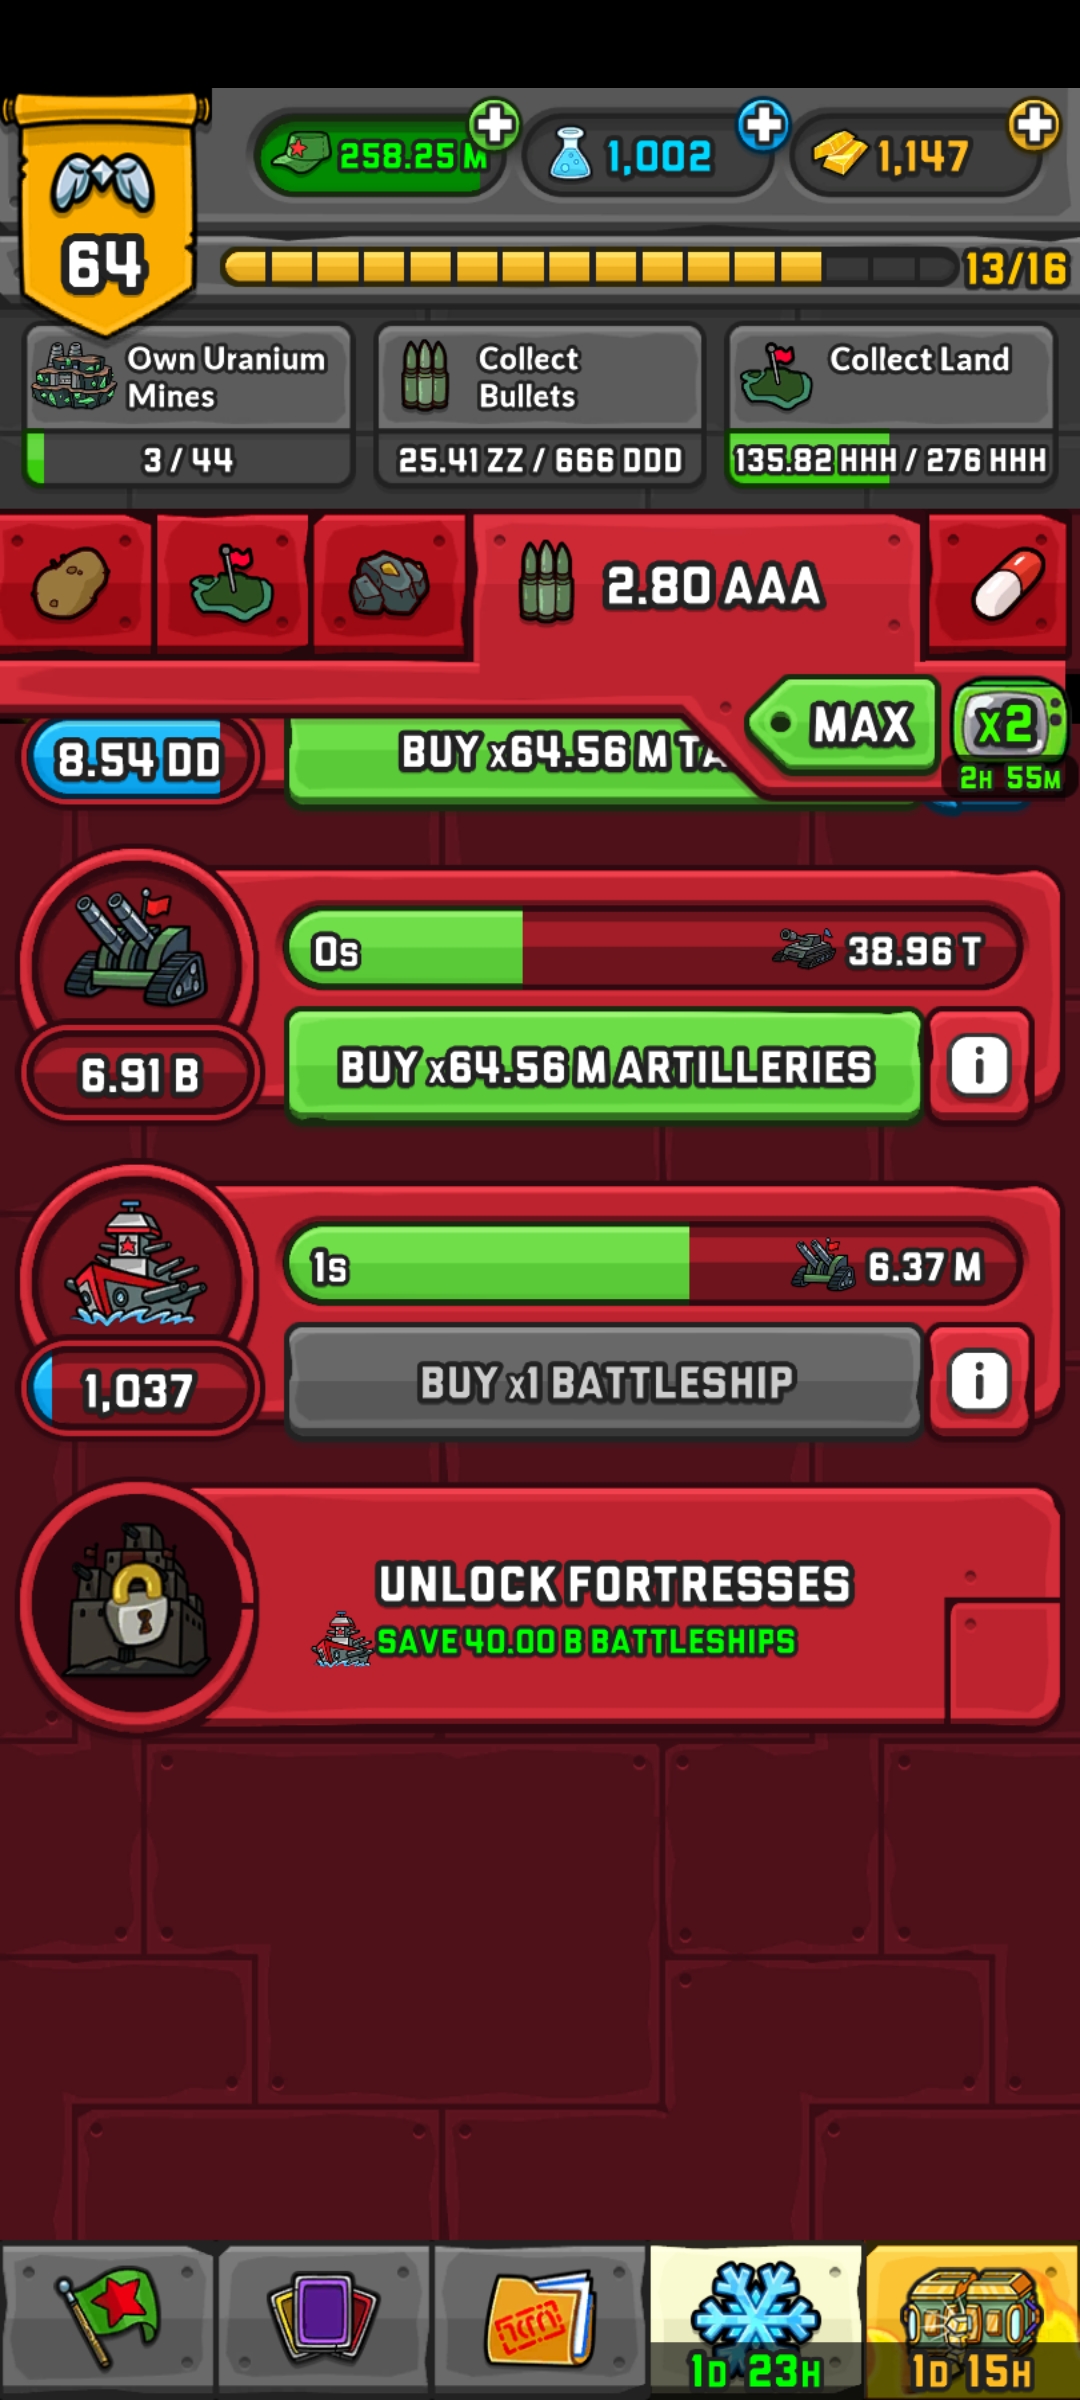 258.25 M
1,002
1,147
64
13/16
Own Uranium
Mines
3 / 44
Collect
Bullets
25.41 ZZ / 666 DDD
Collect Land
135.82 HHH / 276 HHH
2.80 AAA
MAX
x2
2H 55M
8.54 DD
BUY x64.56 M TA
0s
38.96 T
6.91 B
BUY x64.56 M ARTILLERIES
i
1s
6.37 M
1,037
BUY x1 BATTLESHIP
i
UNLOCK FORTRESSES
SAVE 40.00 B BATTLESHIPS
1D 23H
1D 15H